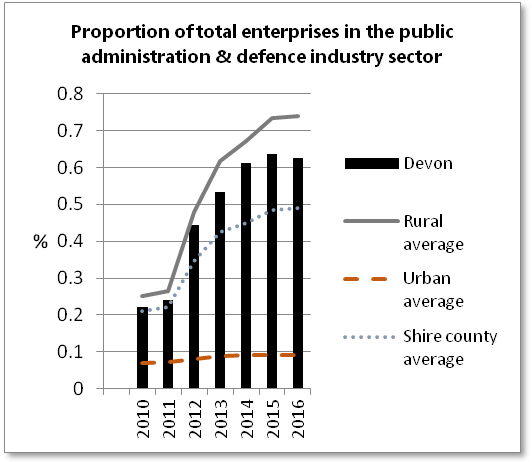 Proportion of total enterprises in the public
administration & defence industry sector
0.8
0.7
0.6
0.5
0.4
0.3
0.2
0.1
0
%
2010
2011
2012
2013
2014
2015
2016
Devon
Rural
average
Urban
average
Shire county
average